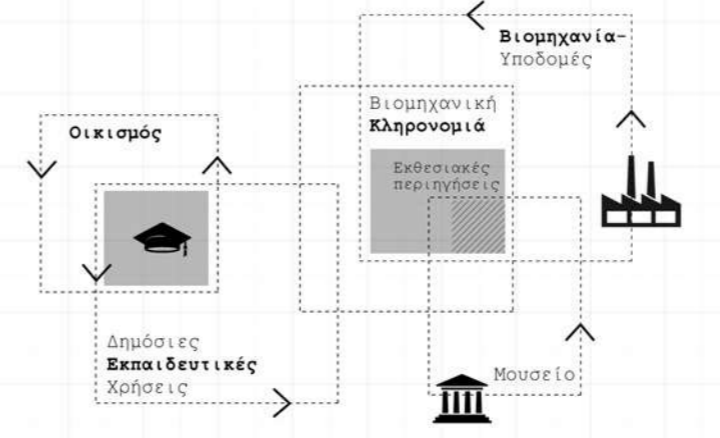 Βιομηχανία-
Υποδομές
Βιομηχανική
Κληρονομιά
Οικισμός
Εκθεσιακές
περιηγήσεις
Δημόσιες
Εκπαιδευτικές
Χρήσεις
Μουσείο